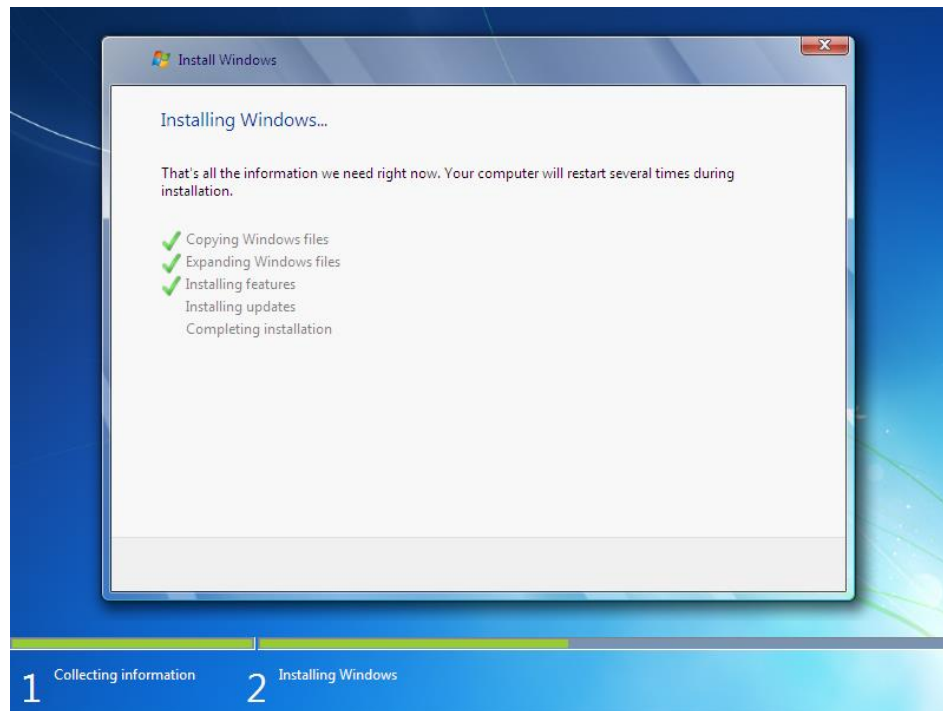 Install Windows
Installing Windows...
That's all the information we need right now. Your computer will restart several times during
installation.
Copying Windows files
Expanding Windows files
Installing features
Installing updates
Completing installation
1 Collecting information
2 Installing Windows